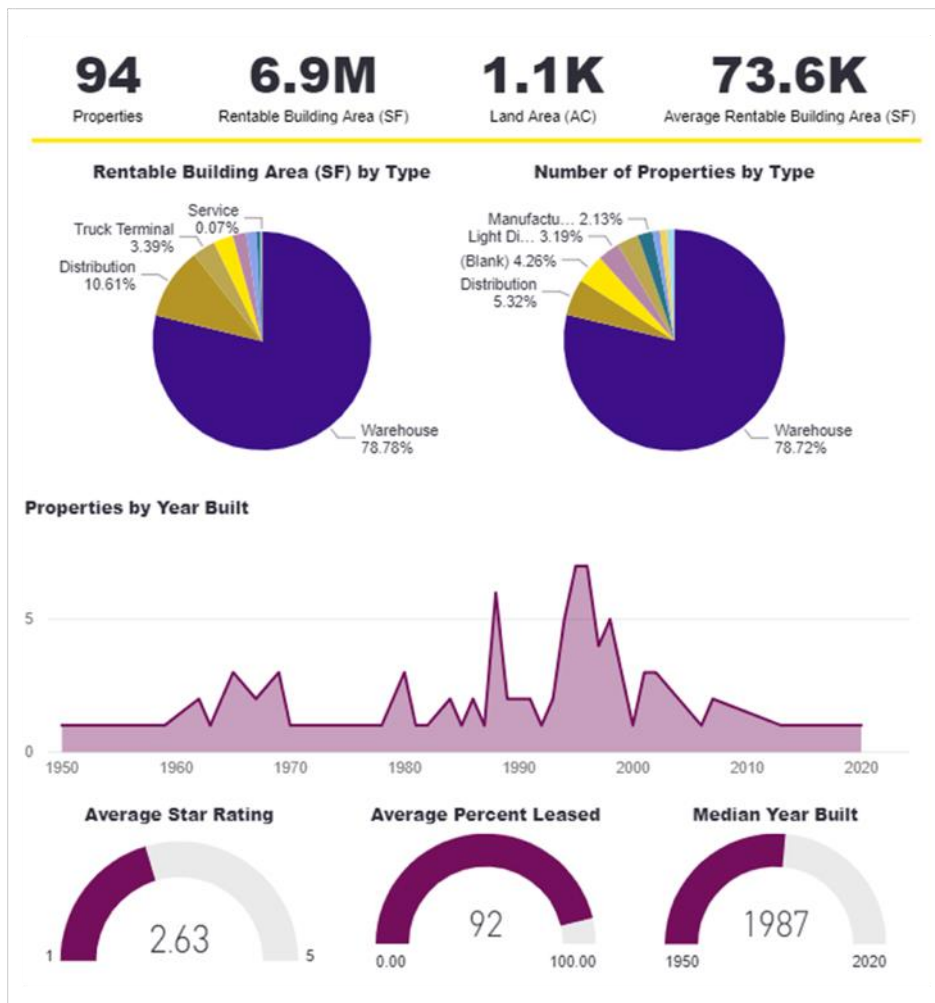 94
Properties
6.9M
Rentable Building Area (SF)
1.1K
Land Area (AC)
73.6K
Average Rentable Building Area (SF)
Rentable Building Area (SF) by Type
Service
0.07%
Truck Terminal
3.39%
Distribution
10.61%
Warehouse
78.78%
Number of Properties by Type
Manufactu... 2.13%
Light Di... 3.19%
(Blank) 4.26%
Distribution
5.32%
Warehouse
78.72%
Properties by Year Built
5
0
1950 1960 1970 1980 1990 2000 2010 2020
Average Star Rating
2.63
1 5
Average Percent Leased
92
0.00 100.00
Median Year Built
1987
1950 2020